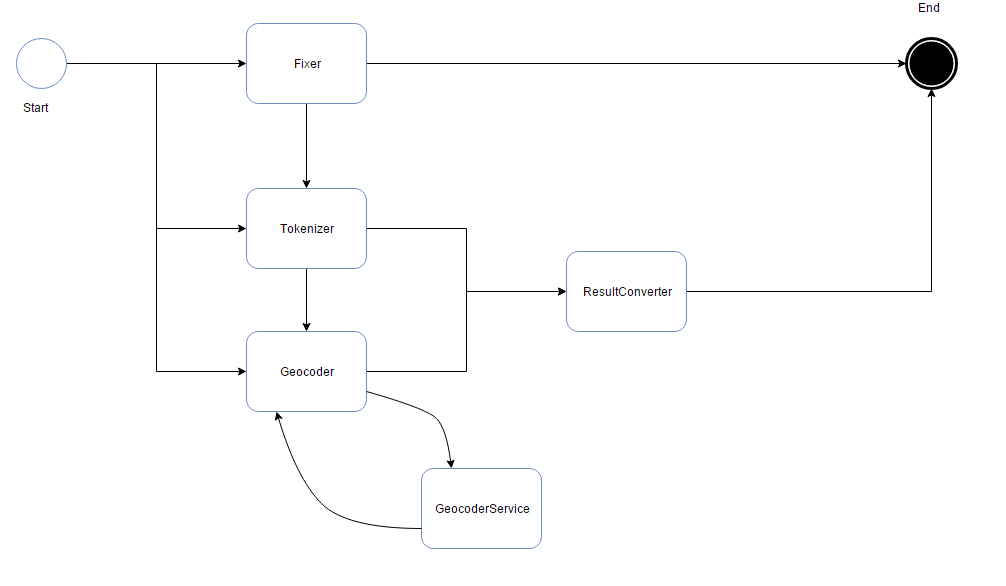 End
Fixer
Start
Tokenizer
ResultConverter
Geocoder
GeocoderService